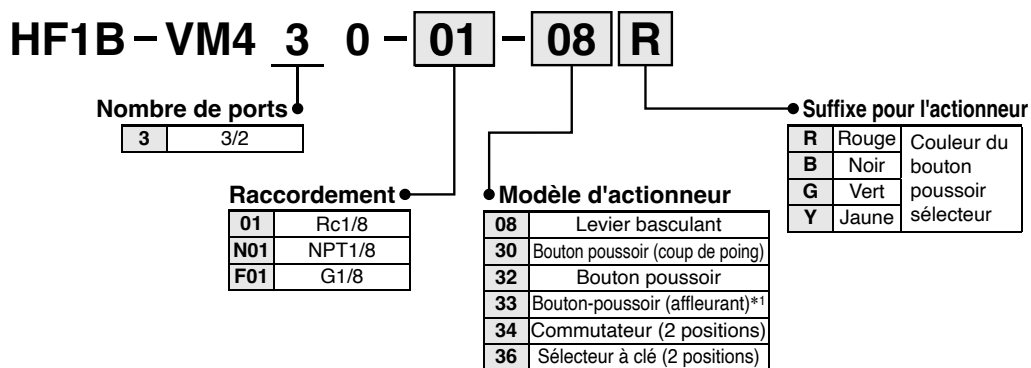 HF1B-VM4 3 0-01-08 R
Nombre de ports
3 3/2
Raccordement
01 Rc1/8
N01 NPT1/8
F01 G1/8
Modèle d'actionneur
08 Levier basculant
30 Bouton poussoir (coup de poing)
32 Bouton poussoir
33 Bouton-poussoir (affleurant)*1
34 Commutateur (2 positions)
36 Sélecteur à clé (2 positions)
Suffixe pour l'actionneur
R Rouge
B Noir
G Vert
Y Jaune
Couleur du
bouton
poussoir
sélecteur